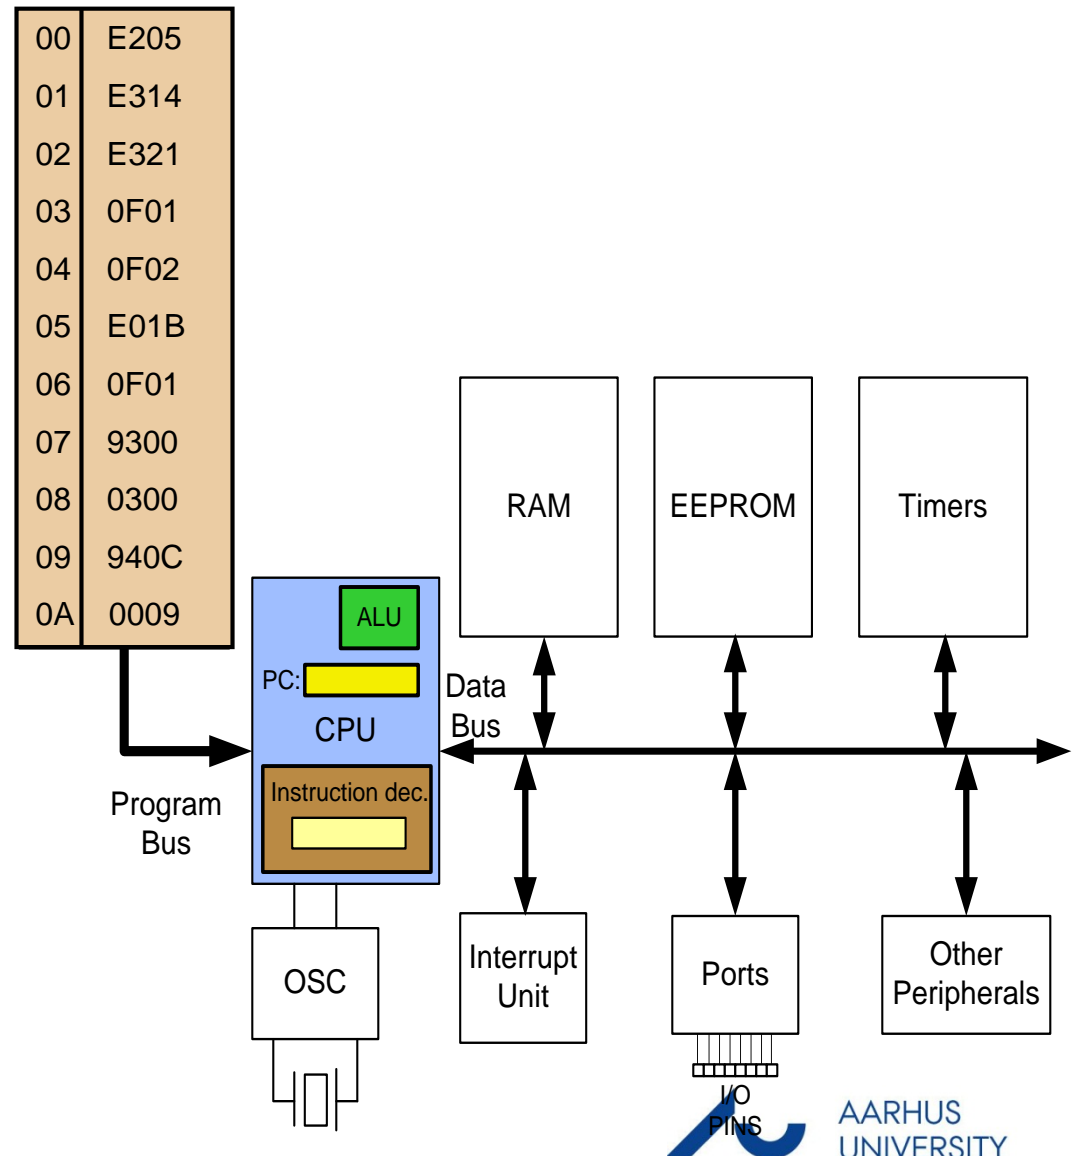 00 E205
01 E314
02 E321
03 0F01
04 0F02
05 E01B
06 0F01
07 9300
08 0300
09 940C
0A 0009
RAM
EEPROM
Timers
ALU
PC:
CPU
Data
Bus
Instruction dec.
Program
Bus
OSC
Interrupt
Unit
Ports
Other
Peripherals
I/O
PINS
AARHUS
UNIVERSITY